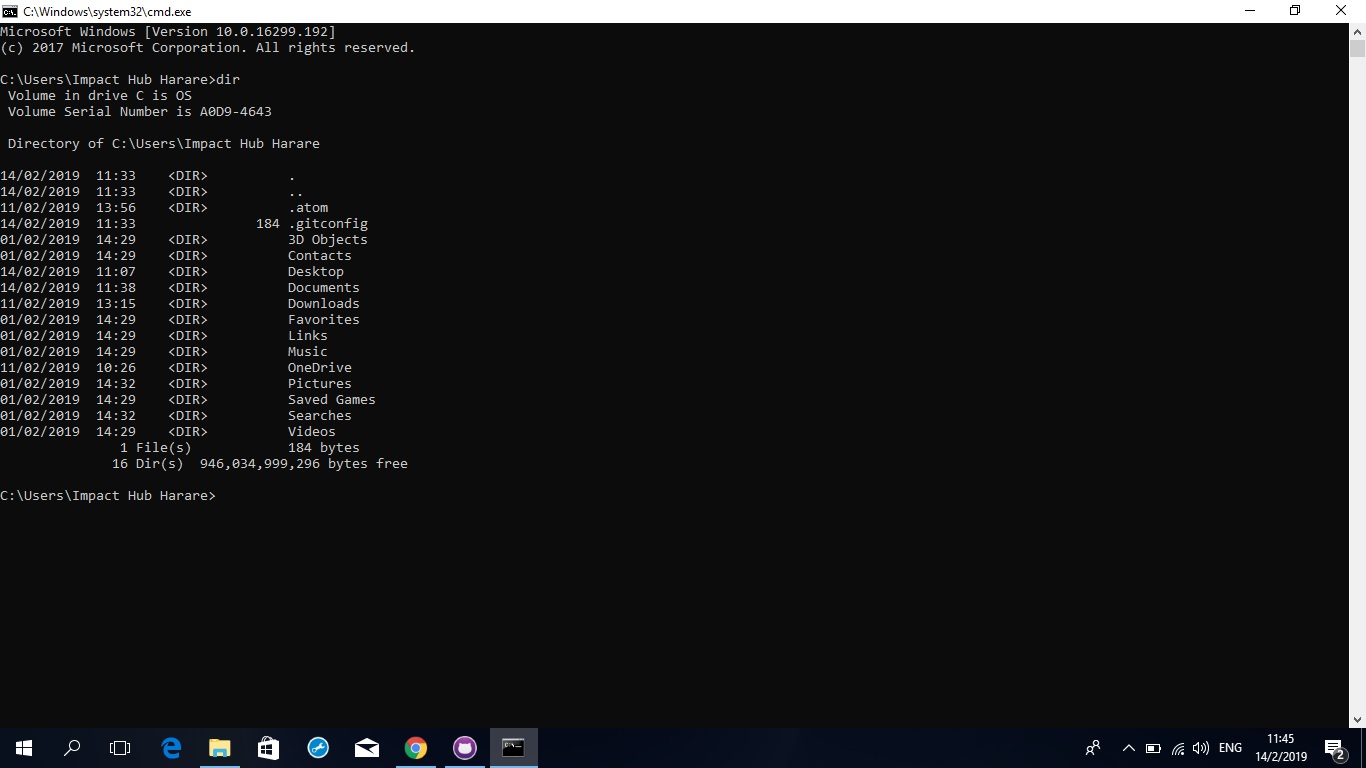 C:\Windows\system32\cmd.exe
Microsoft Windows [Version 10.0.16299.192]
(c) 2017 Microsoft Corporation. All rights reserved.
C:\Users\Impact Hub Harare>dir
Volume in drive C is OS
Volume Serial Number is A0D9-4643
Directory of C:\Users\Impact Hub Harare
14/02/2019  11:33    <DIR>          .
14/02/2019  11:33    <DIR>          ..
11/02/2019  13:56    <DIR>          .atom
14/02/2019  11:33               184 .gitconfig
01/02/2019  14:29    <DIR>          3D Objects
01/02/2019  14:29    <DIR>          Contacts
14/02/2019  11:07    <DIR>          Desktop
14/02/2019  11:38    <DIR>          Documents
11/02/2019  13:15    <DIR>          Downloads
01/02/2019  14:29    <DIR>          Favorites
01/02/2019  14:29    <DIR>          Links
01/02/2019  14:29    <DIR>          Music
11/02/2019  10:26    <DIR>          OneDrive
01/02/2019  14:32    <DIR>          Pictures
01/02/2019  14:29    <DIR>          Saved Games
01/02/2019  14:32    <DIR>          Searches
01/02/2019  14:29    <DIR>          Videos
1 File(s)            184 bytes
16 Dir(s)  946,034,999,296 bytes free
C:\Users\Impact Hub Harare>
ENG
11:45
14/2/2019
2